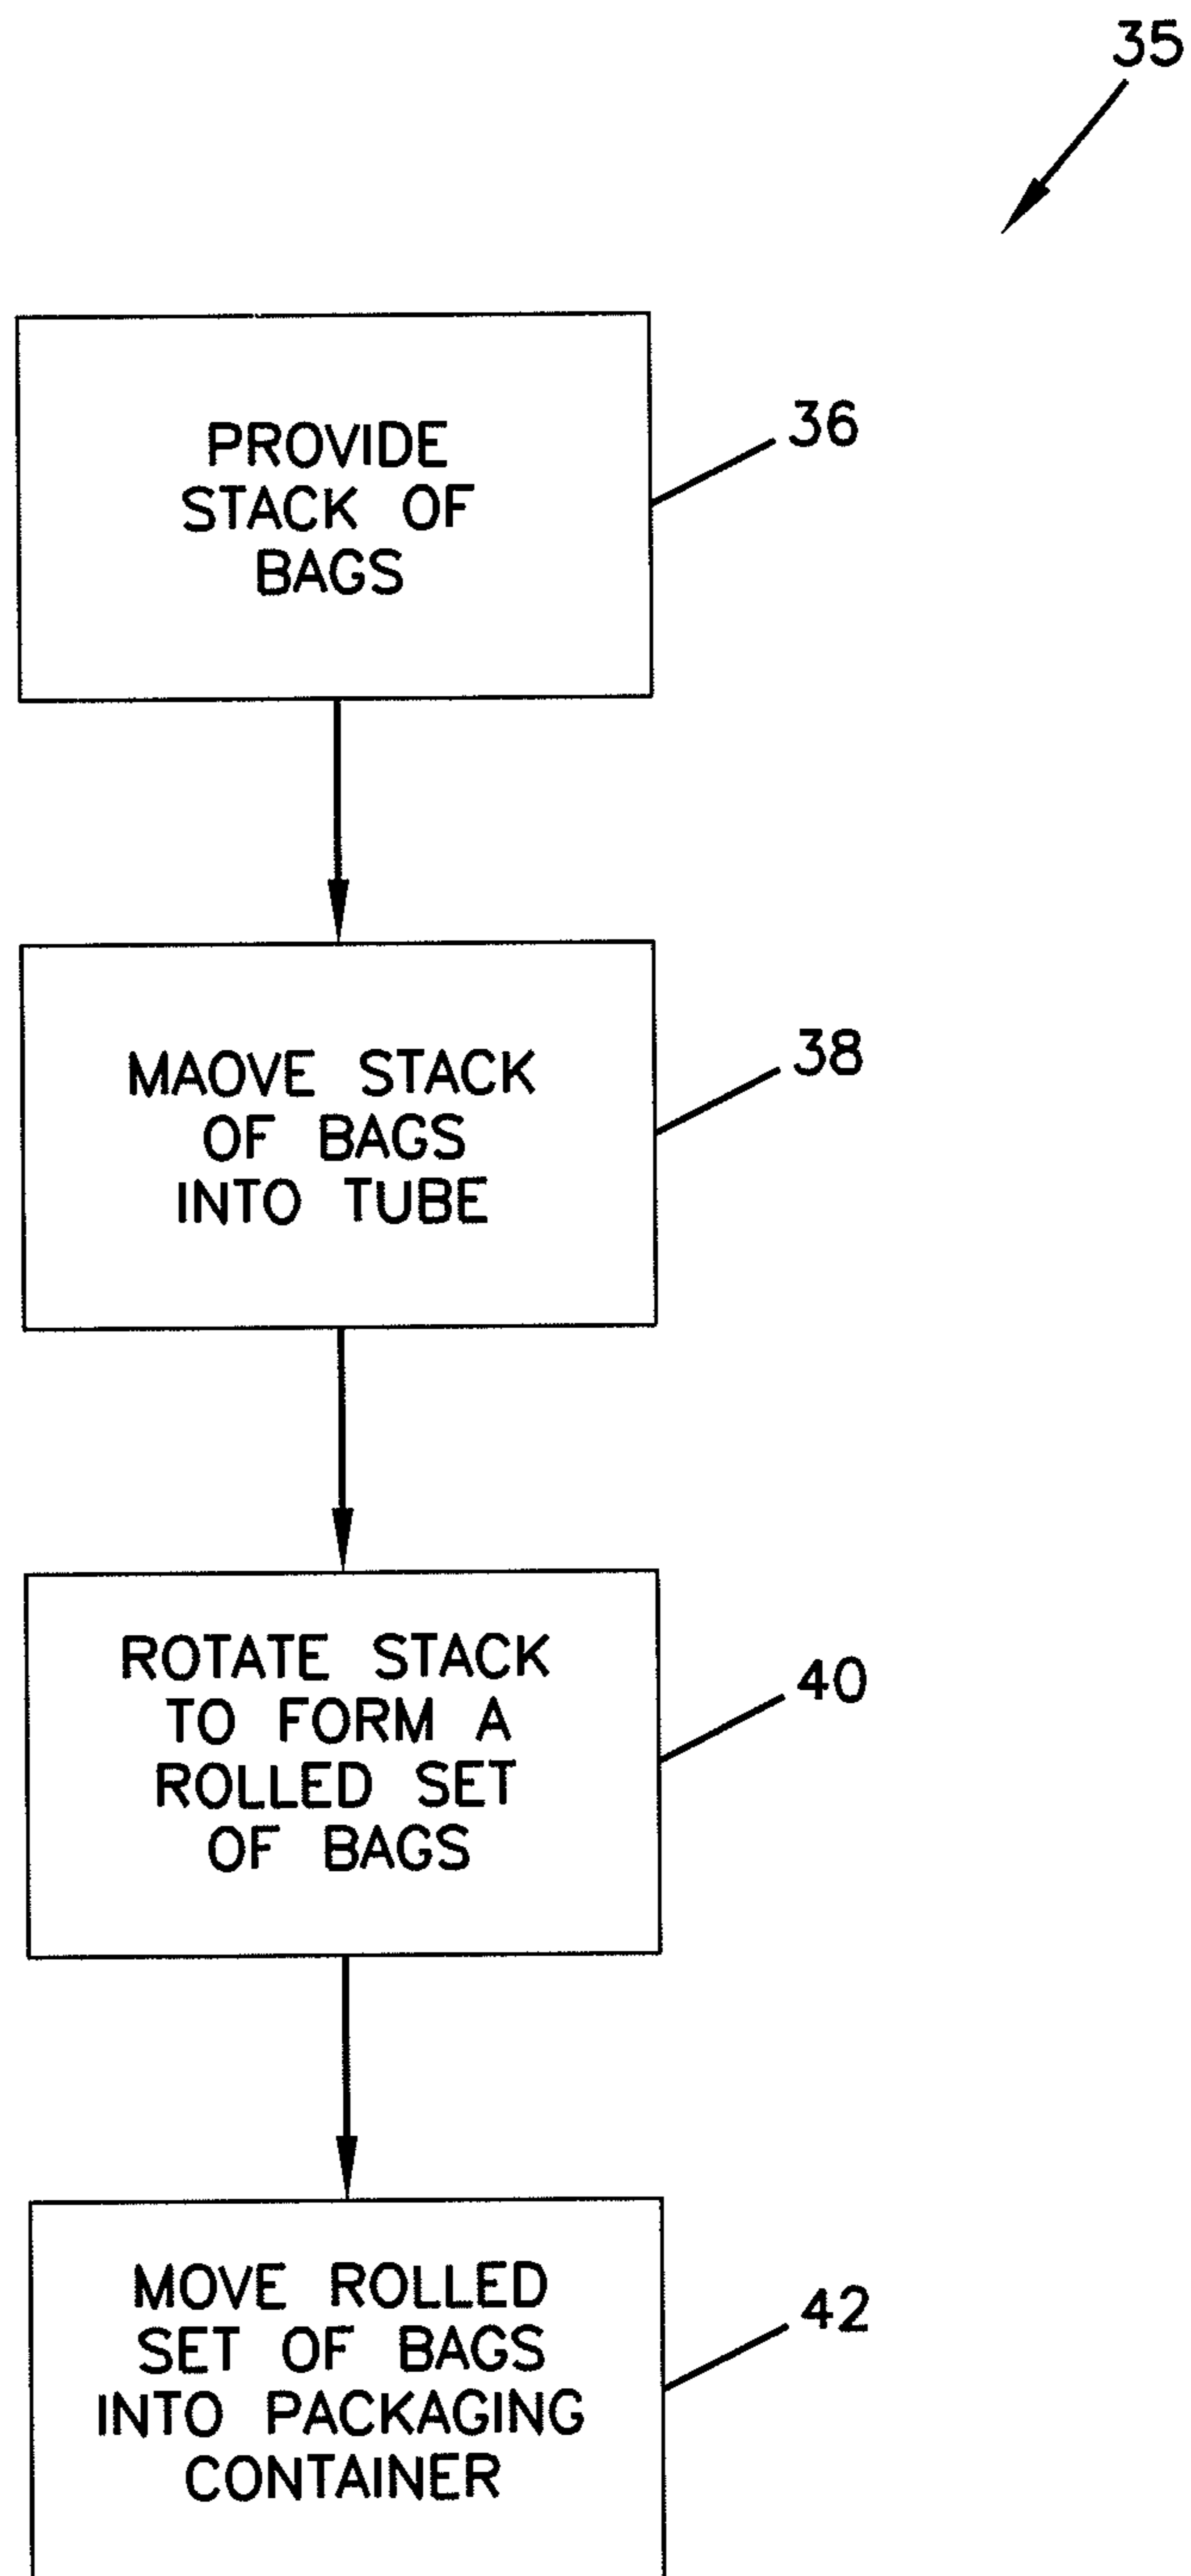 35
PROVIDE
STACK OF
BAGS
36
MAOVE STACK
OF BAGS
INTO TUBE
38
ROTATE STACK
TO FORM A
ROLLED SET
OF BAGS
40
MOVE ROLLED
SET OF BAGS
INTO PACKAGING
CONTAINER
42